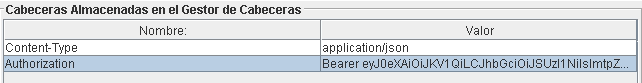 Cabeceras Almacenadas en el Gestor de Cabeceras
Nombre: Valor
Content-Type application/json
Authorization Bearer eyJ0eXAiOiJKV1QiLCJhbGciOiJSUzI1NiIsImtpZ...